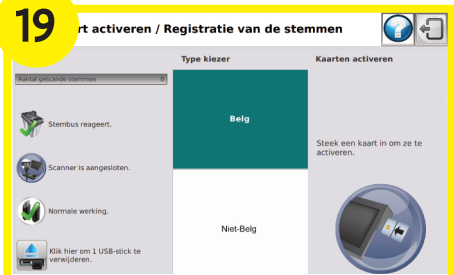 19
rt activeren / Registratie van de stemmen
Type kiezer
Kaarten activeren
Aantal gescande stemmen 0
Stembus reageert.
Scanner is aangesloten.
Normale werking.
Klik hier om 1 USB-stick te
verwijderen.
Belg
Niet-Belg
Steek een kaart in om ze te
activeren.